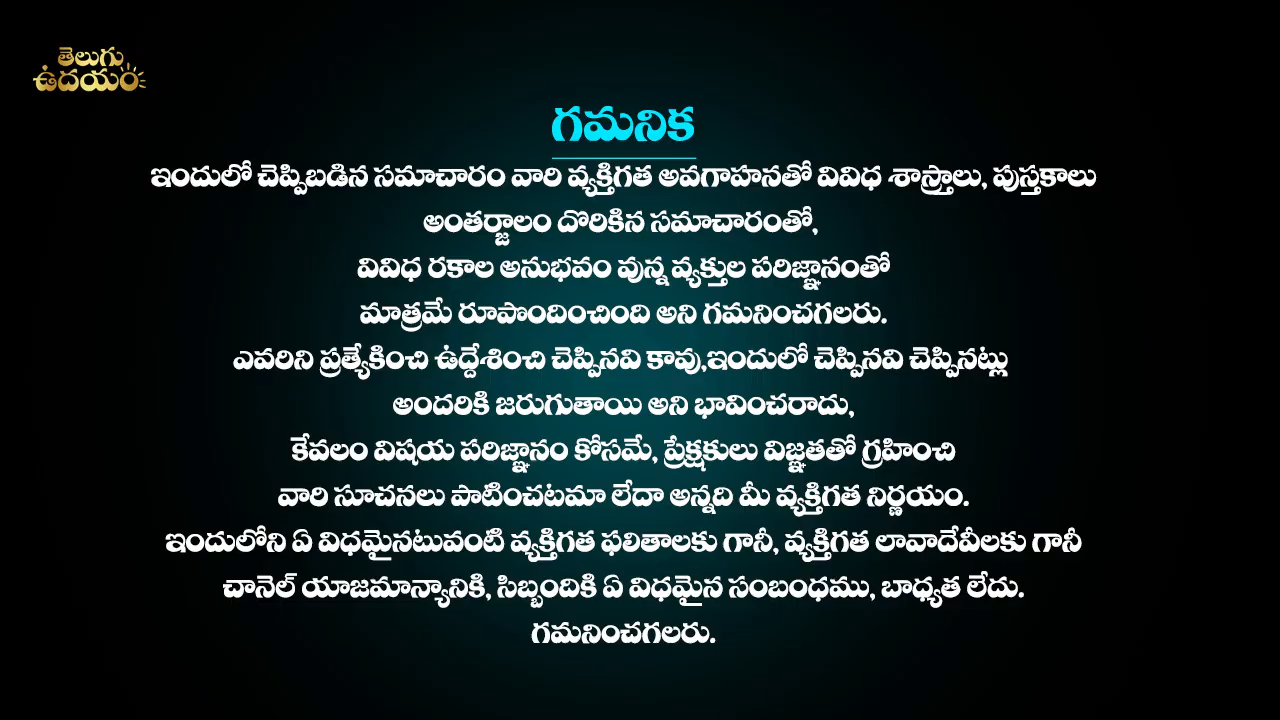 తెలుగు
ఉదయం
గమనిక
ఇందులో చెప్పిబడిన సమాచారం వారి వ్యక్తిగత అవగాహనతో వివిధ శాస్త్రాలు, పుస్తకాలు
అంతర్జాలం దొరికిన సమాచారంతో,
వివిధ రకాల అనుభవం వున్న వ్యక్తుల పరిజ్ఞానంతో
మాత్రమే రూపొందించింది అని గమనించగలరు.
ఎవరిని ప్రత్యేకించి ఉద్దేశించి చెప్పినవి కావు,ఇందులో చెప్పినవి చెప్పినట్లు
అందరికి జరుగుతాయి అని భావించరాదు,
కేవలం విషయ పరిజ్ఞానం కోసమే, ప్రేక్షకులు విజ్ఞతతో గ్రహించి
వారి సూచనలు పాటించటమా లేదా అన్నది మీ వ్యక్తిగత నిర్ణయం.
ఇందులోని ఏ విధమైనటువంటి వ్యక్తిగత ఫలితాలకు గానీ, వ్యక్తిగత లావాదేవీలకు గానీ
చానెల్ యాజమాన్యానికి, సిబ్బందికి ఏ విధమైన సంబంధము, బాధ్యత లేదు.
గమనించగలరు.